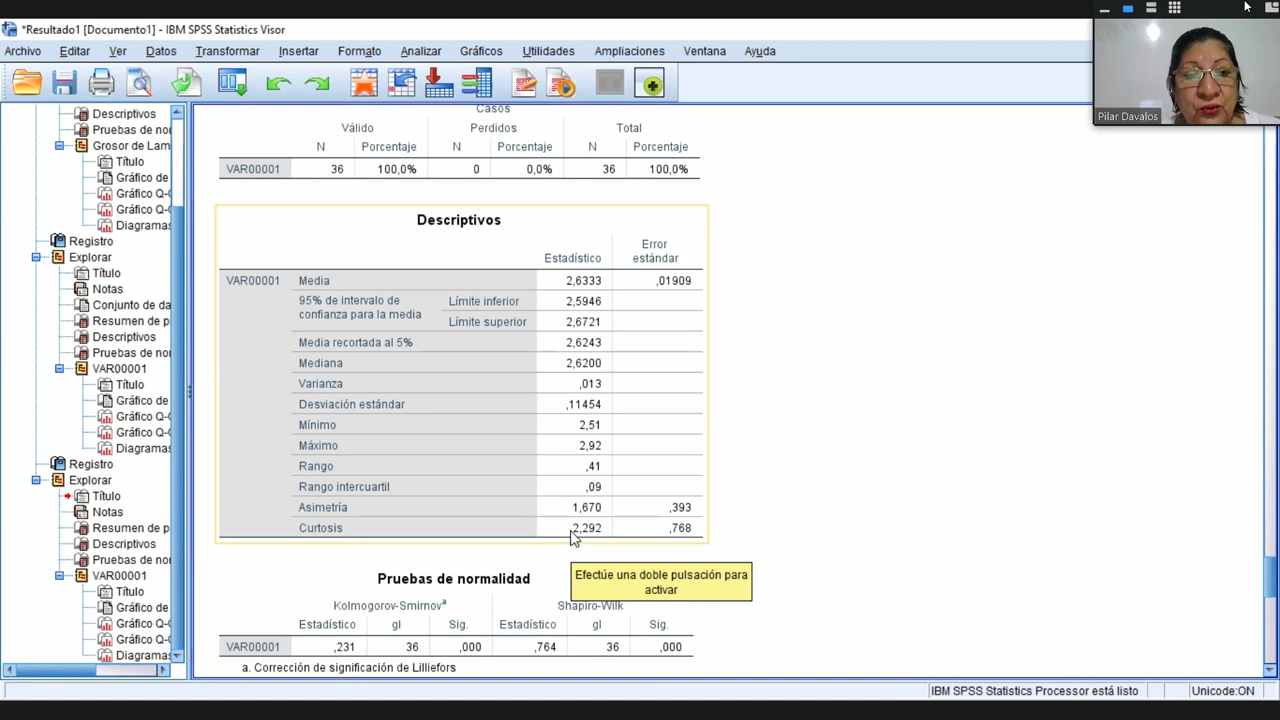 *Resultado1 [Documento1] - IBM SPSS Statistics Visor
Archivo Editar Ver Datos Transformar Insertar Formato Analizar Gráficos Utilidades Ampliaciones Ventana Ayuda
Pilar Davalos
Descriptivos
Pruebas de nor
Grosor de Lam
Título
Gráfico de
Gráfico Q-
Gráfico Q-
Diagramas
Registro
Explorar
Título
Notas
Conjunto de da
Resumen de p
Descriptivos
Pruebas de nor
VAR00001
Título
Gráfico de
Gráfico Q-
Gráfico Q-
Diagramas
Registro
Explorar
Título
Notas
Resumen de p
Descriptivos
Pruebas de nor
VAR00001
Título
Gráfico de
Gráfico Q-
Gráfico Q-
Diagramas
Casos
Válido Perdidos Total
N Porcentaje N Porcentaje N Porcentaje
VAR00001 36 100,0% 0 0,0% 36 100,0%
Descriptivos
Estadístico Error estándar
VAR00001 Media 2,6333 ,01909
95% de intervalo de confianza para la media Límite inferior 2,5946
Límite superior 2,6721
Media recortada al 5% 2,6243
Mediana 2,6200
Varianza ,013
Desviación estándar ,11454
Mínimo 2,51
Máximo 2,92
Rango ,41
Rango intercuartil ,09
Asimetría 1,670 ,393
Curtosis 2,292 ,768
Efectúe una doble pulsación para
activar
Pruebas de normalidad
Kolmogorov-Smirnovª Shapiro-Wilk
Estadístico gl Sig. Estadístico gl Sig.
VAR00001 ,231 36 ,000 ,764 36 ,000
a. Corrección de significación de Lilliefors
IBM SPSS Statistics Processor está listo Unicode:ON